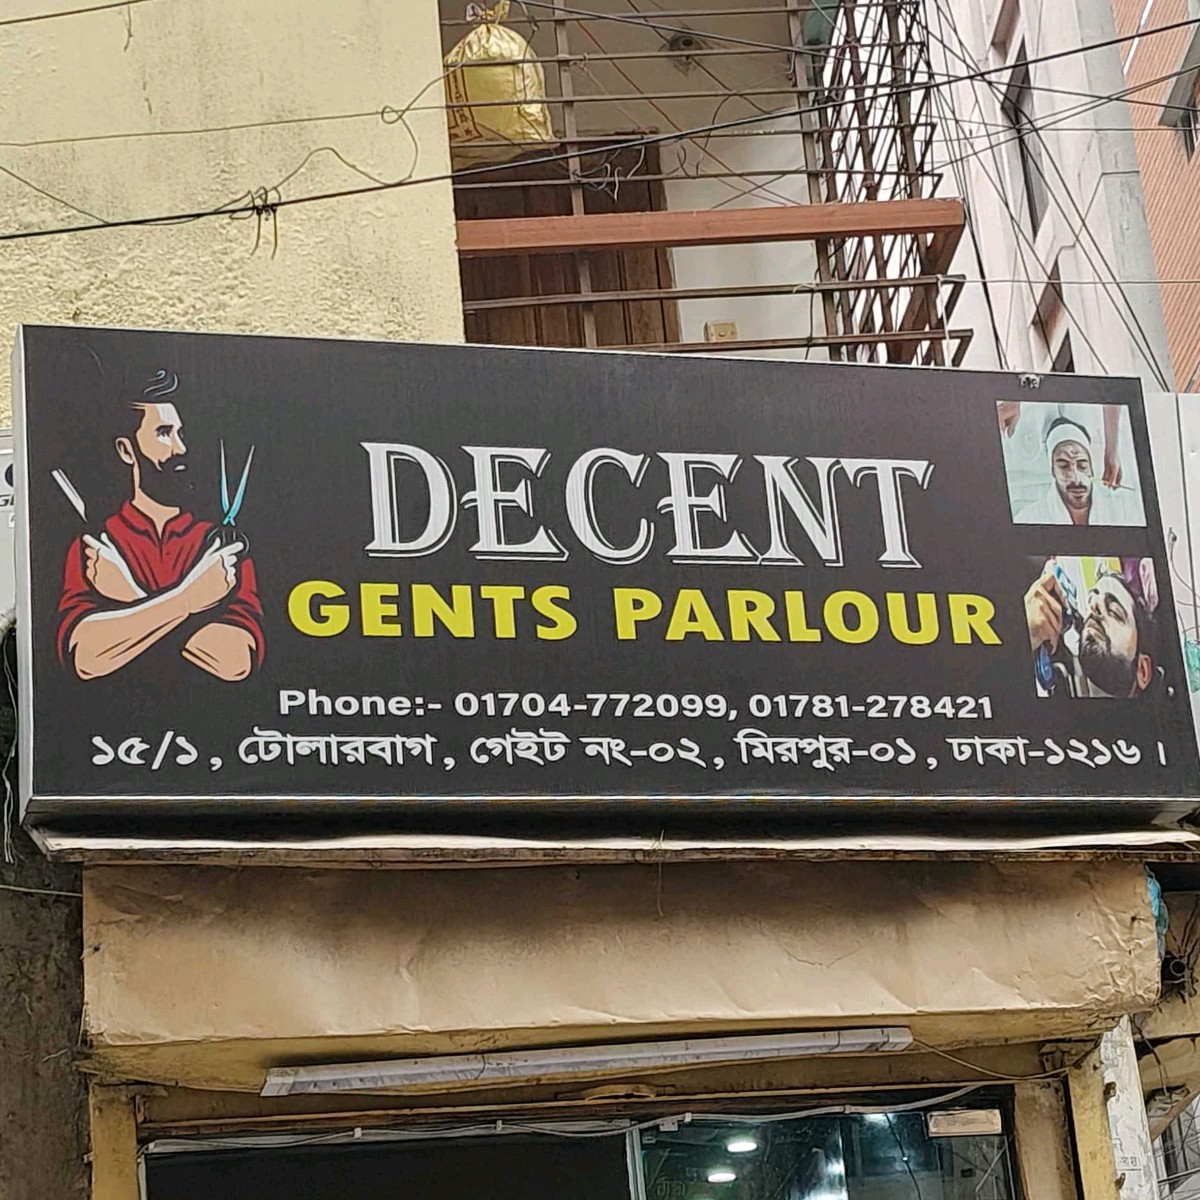 DECENT
GENTS PARLOUR
Phone:- 01704-772099, 01781-278421
১৫/১, টোলারবাগ, গেইট নং-০২, মিরপুর-০১, ঢাকা-১২১৬।